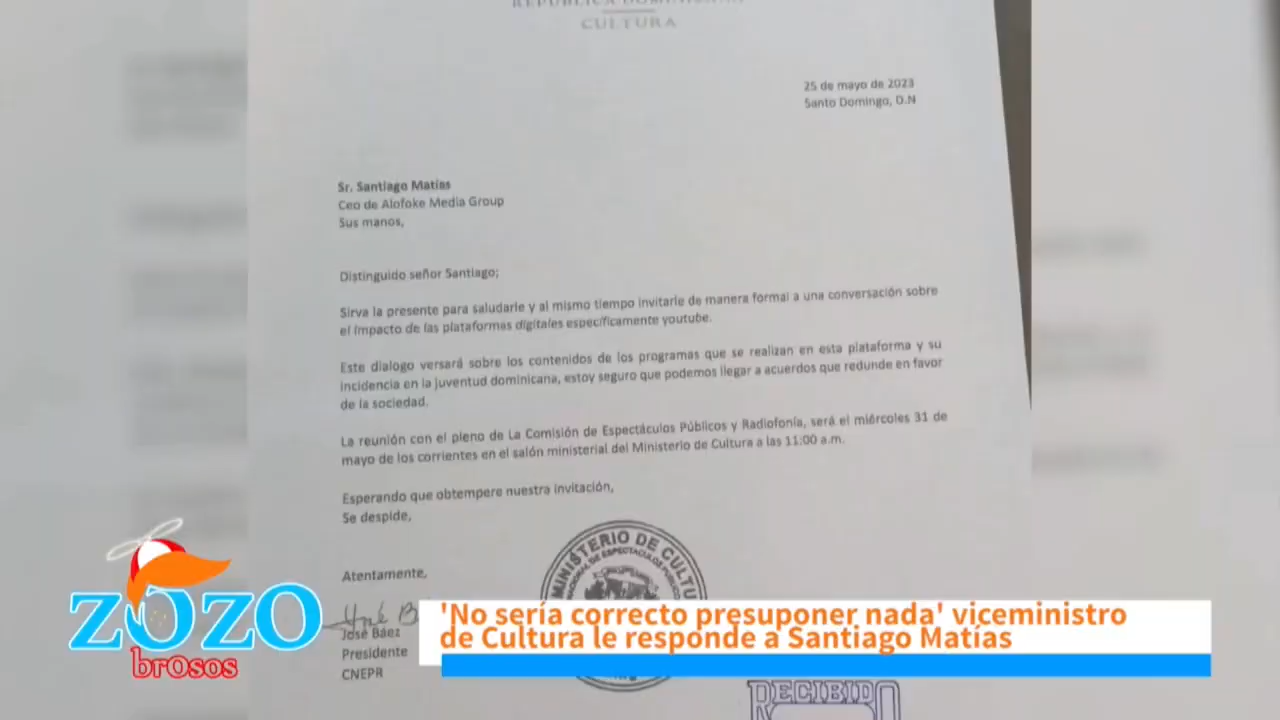 REPÚBLICA DOMINICANA
CULTURA
25 de mayo de 2023
Santo Domingo, D.N
Sr. Santiago Matías
Ceo de Alofoke Media Group
Sus manos,
Distinguido señor Santiago;
Sirva la presente para saludarle y al mismo tiempo invitarle de manera formal a una conversación sobre
el impacto de las plataformas digitales específicamente youtube.
Este dialogo versará sobre los contenidos de los programas que se realizan en esta plataforma y su
incidencia en la juventud dominicana, estoy seguro que podemos llegar a acuerdos que redunde en favor
de la sociedad.
La reunión con el pleno de La Comisión de Espectáculos Públicos y Radiofonía, será el miércoles 31 de
mayo de los corrientes en el salón ministerial del Ministerio de Cultura a las 11:00 a.m.
Esperando que obtempere nuestra invitación,
Se despide,
Atentamente,
José Báez
Presidente
CNEPR
MINISTERIO DE CULTU
RECIBIDO
ZOZO
brOsos
'No sería correcto presuponer nada' viceministro
de Cultura le responde a Santiago Matías